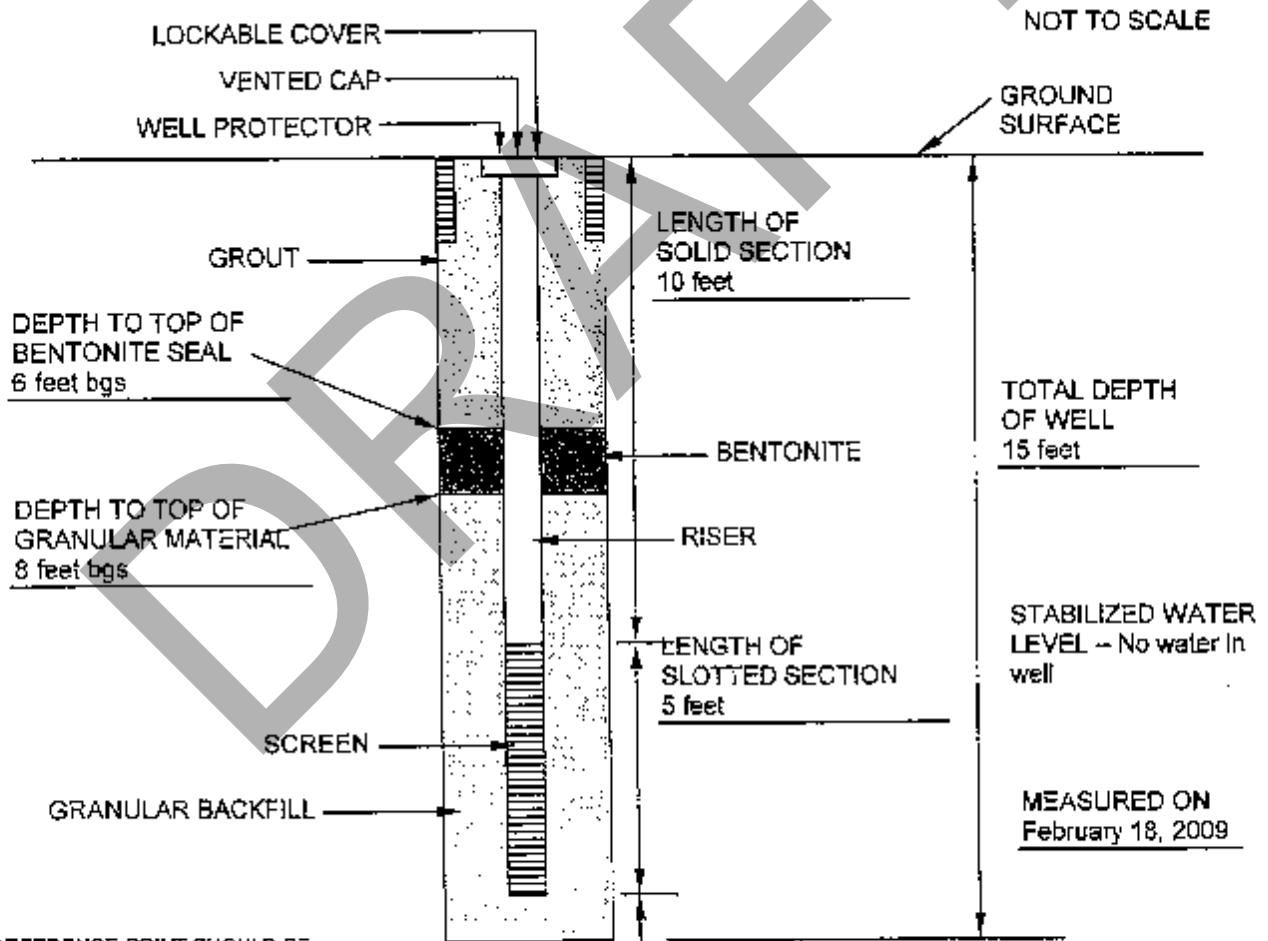 NOT TO SCALE
LOCKABLE COVER
VENTED CAP
WELL PROTECTOR
GROUND
SURFACE
LENGTH OF
SOLID SECTION
10 feet
GROUT
DEPTH TO TOP OF
BENTONITE SEAL
6 feet bgs
TOTAL DEPTH
OF WELL
15 feet
BENTONITE
DEPTH TO TOP OF
GRANULAR MATERIAL
8 feet bgs
RISER
STABILIZED WATER
LEVEL – No water in
well
LENGTH OF
SLOTTED SECTION
5 feet
SCREEN
GRANULAR BACKFILL
MEASURED ON
February 18, 2009
DRAF